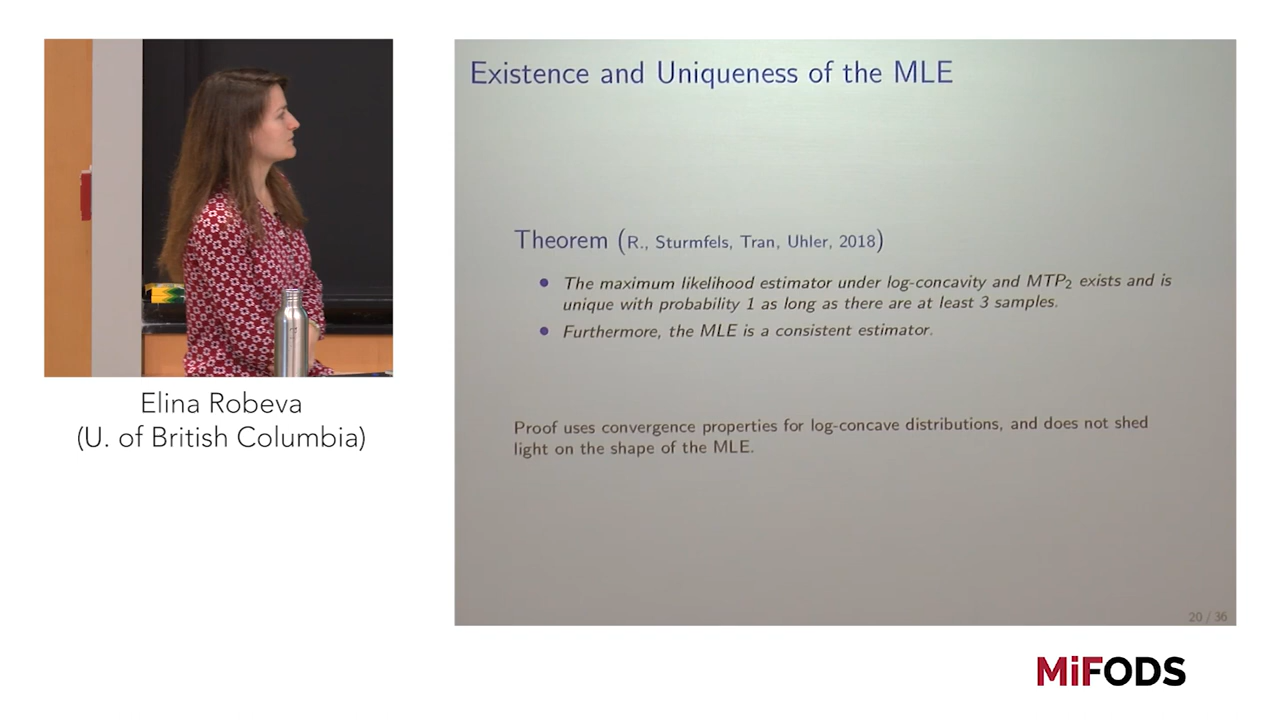 Existence and Uniqueness of the MLE
Theorem (R., Sturmfels, Tran, Uhler, 2018)
• The maximum likelihood estimator under log-concavity and MTP₂ exists and is
unique with probability 1 as long as there are at least 3 samples.
• Furthermore, the MLE is a consistent estimator.
Proof uses convergence properties for log-concave distributions, and does not shed
light on the shape of the MLE.
20 / 36
Elina Robeva
(U. of British Columbia)
MiFODS